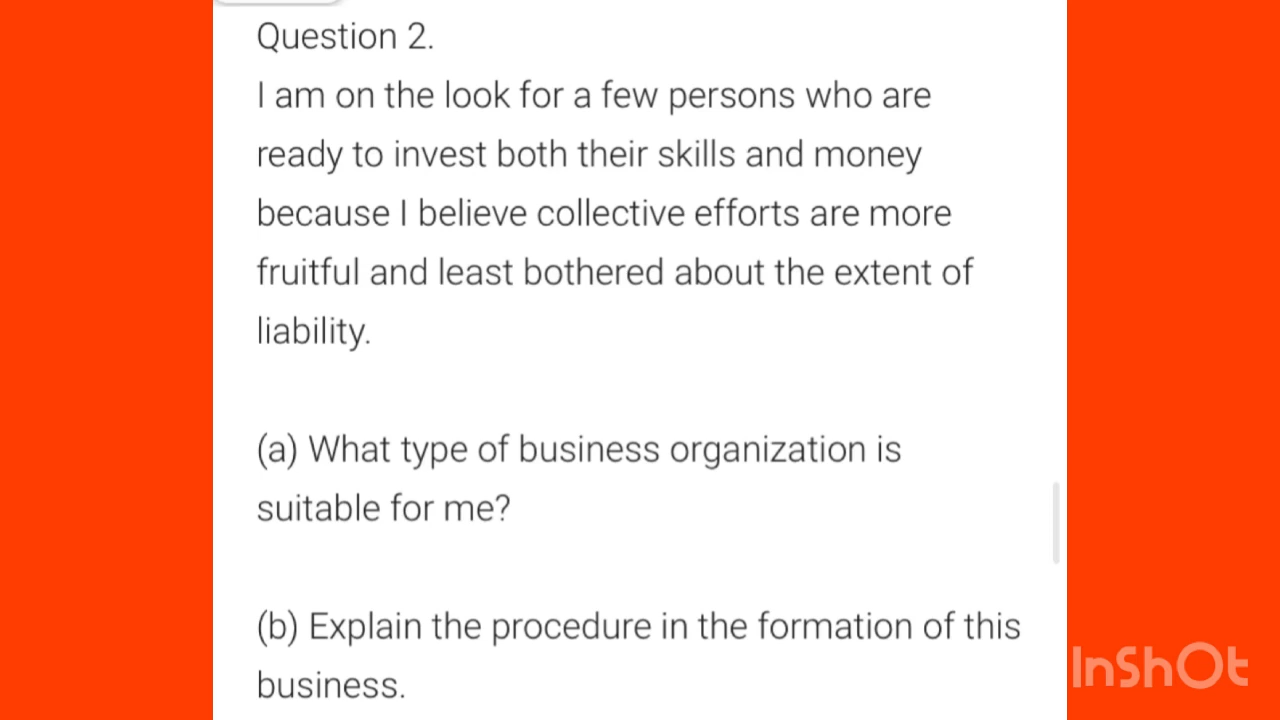 Question 2.
I am on the look for a few persons who are
ready to invest both their skills and money
because I believe collective efforts are more
fruitful and least bothered about the extent of
liability.
(a) What type of business organization is
suitable for me?
(b) Explain the procedure in the formation of this
business.
InShOt